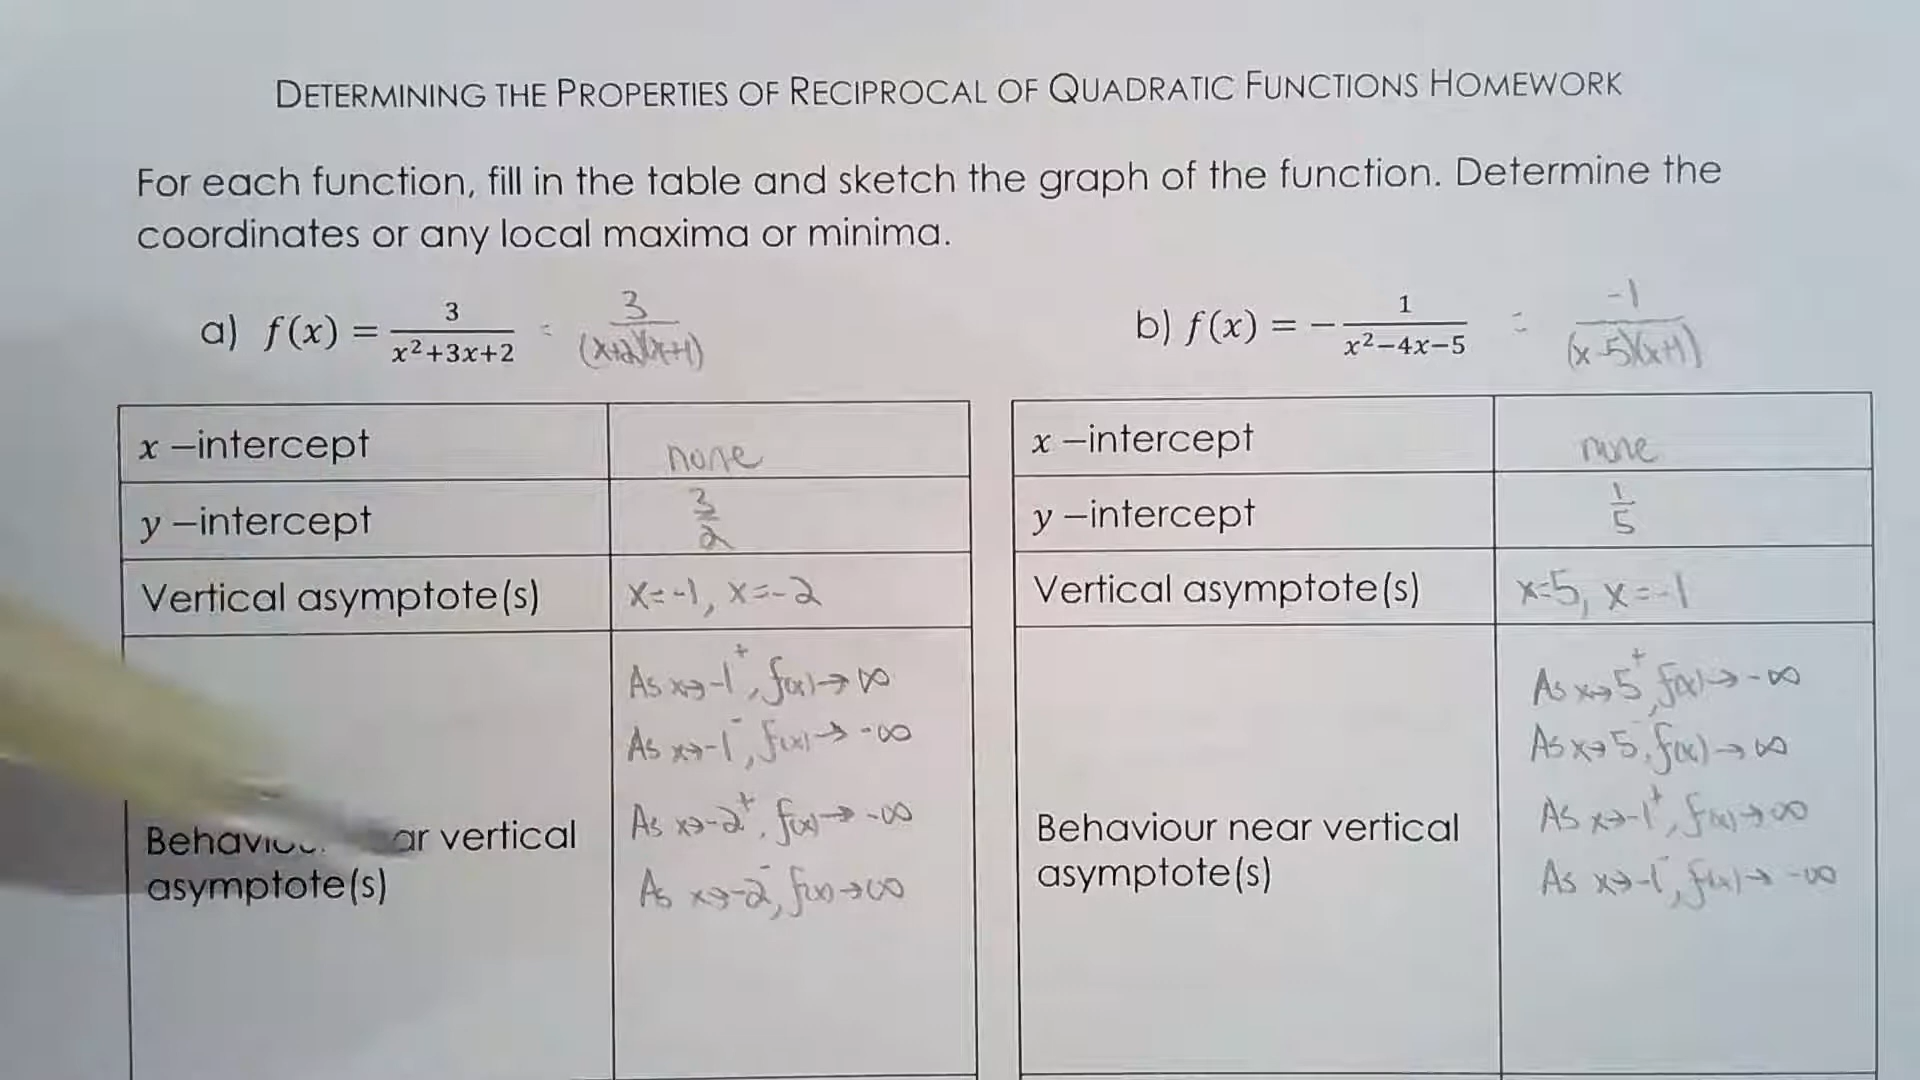 DETERMINING THE PROPERTIES OF RECIPROCAL OF QUADRATIC FUNCTIONS HOMEWORK
For each function, fill in the table and sketch the graph of the function. Determine the
coordinates or any local maxima or minima.
a) f(x) = 3/(x²+3x+2) = 3/((x+2)(x+1))
x –intercept none
y –intercept 3/2
Vertical asymptote(s) x=-1, x=-2
As x→-1⁺, f(x)→∞
As x→-1⁻, f(x)→-∞
As x→-2⁺, f(x)→-∞
As x→-2⁻, f(x)→∞
ar vertical
asymptote(s)
b) f(x) = −1/(x²−4x−5) = -1/((x-5)(x+1))
x –intercept none
y –intercept 1/5
Vertical asymptote(s) x=5, x=-1
As x→5⁺, f(x)→-∞
As x→5⁻, f(x)→∞
As x→-1⁺, f(x)→∞
As x→-1⁻, f(x)→-∞
Behaviour near vertical
asymptote(s)